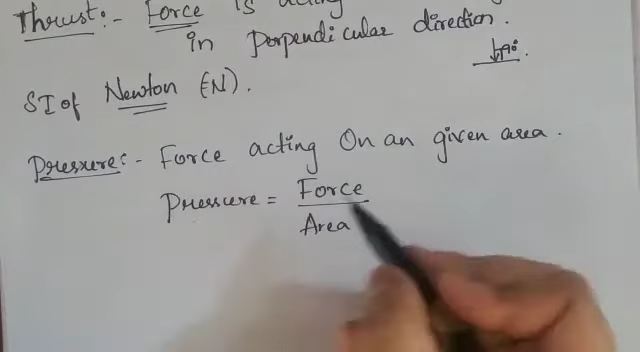 Thrust:- Force is acting
in Perpendicular direction.
90°
SI of Newton (N).
Pressure:- Force acting On an given area.
Pressure = Force
Area